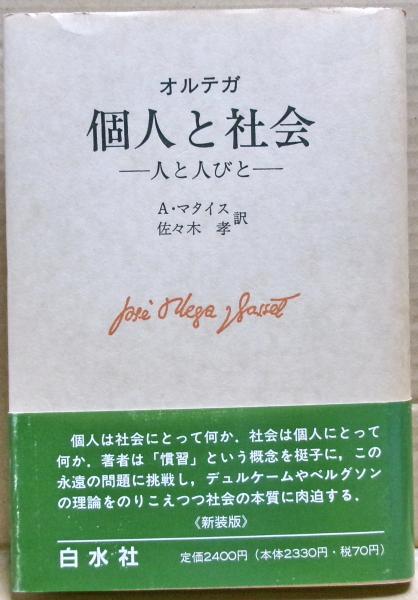 オルテガ
個人と社会
―人と人びと―
A・マタイス
佐々木 孝 訳
José Ortega y Gasset
個人は社会にとって何か．社会は個人にとって
何か．著者は「慣習」という概念を挺子に，この
永遠の問題に挑戦し，デュルケームやベルグソン
の理論をのりこえつつ社会の本質に肉迫する．
《新装版》
白水社 定価2400円（本体2330円・税70円）